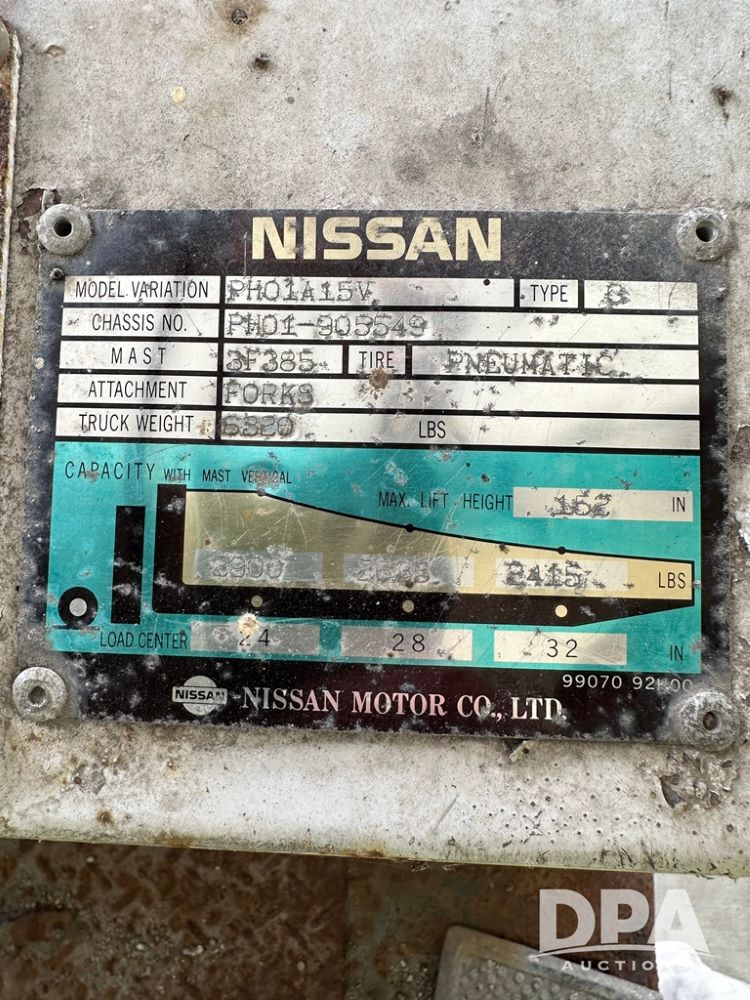 NISSAN
MODEL VARIATION PH01A15V TYPE
CHASSIS NO. PH01-905549
MAST 3F385 TIRE PNEUMATIC
ATTACHMENT FORKS
TRUCK WEIGHT LBS
CAPACITY WITH MAST VERTICAL
MAX. LIFT HEIGHT 152 IN
2415 LBS
LOAD CENTER 24 28 32 IN
99070
NISSAN NISSAN MOTOR CO., LTD.
DPA
AUCTIONS